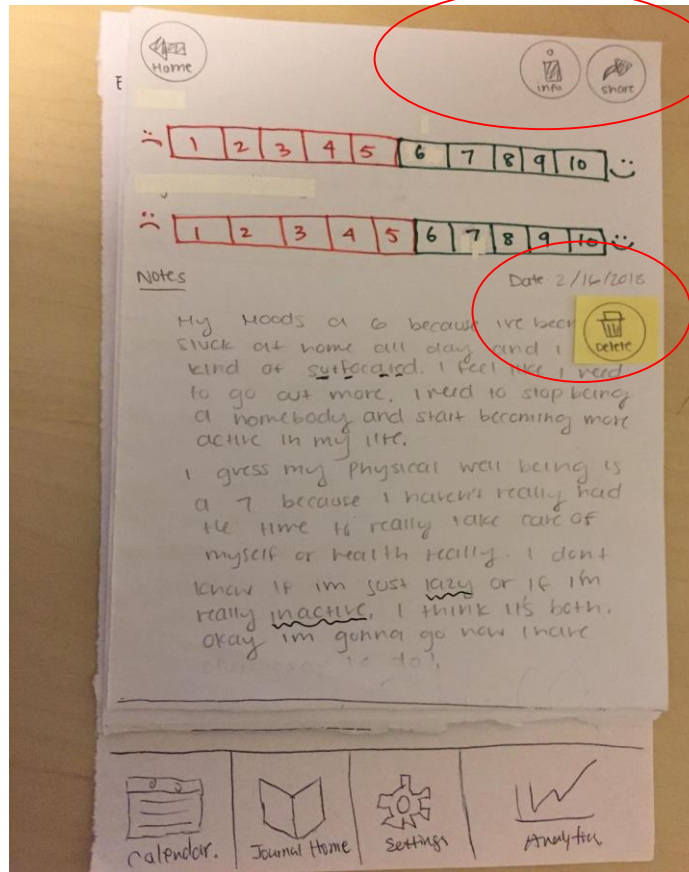 Home
info
share
E
1 2 3 4 5 6 7 8 9 10
1 2 3 4 5 6 7 8 9 10
Notes
Date 2/16/2018
My Moods a 6 because ive been
stuck at home all day and i
Delete
kind of suffocated. I feel like I need
to go out more. I need to stop being
a homebody and start becoming more
active in my life.
I guess my physical well being is
a 7 because I haven't really had
the time to really take care of
myself or health really. I dont
know if im just lazy or if i'm
really inactive. I think it's both.
okay im gonna go now I have
to do!
Calendar.
Journal Home
Settings
Analytics